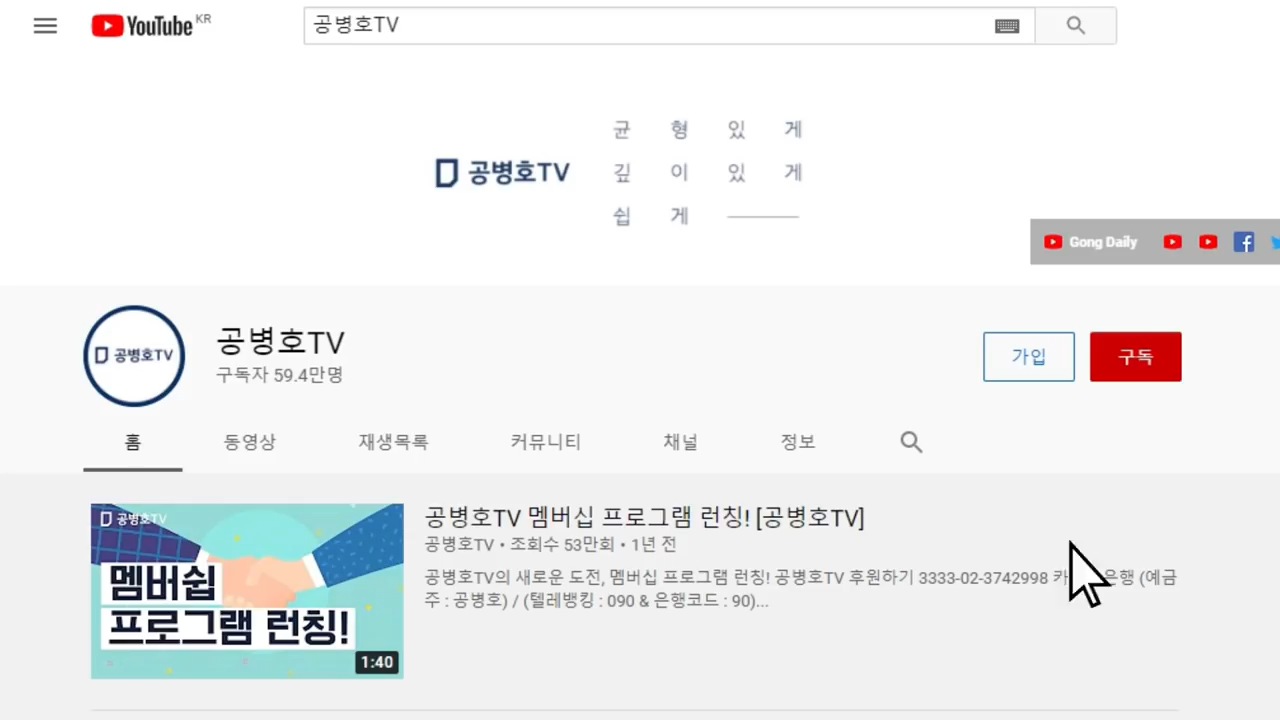 YouTube KR
공병호TV
균형있게
공병호TV
깊이있게
쉽게
Gong Daily
공병호TV
공병호TV
구독자 59.4만명
가입
구독
홈
동영상
재생목록
커뮤니티
채널
정보
공병호TV
멤버쉽
프로그램 런칭!
1:40
공병호TV 멤버십 프로그램 런칭! [공병호TV]
공병호TV • 조회수 53만회 • 1년 전
공병호TV의 새로운 도전, 멤버십 프로그램 런칭! 공병호TV 후원하기 3333-02-3742998 (예금
주 : 공병호) / (텔레뱅킹 : 090 & 은행코드 : 90)...